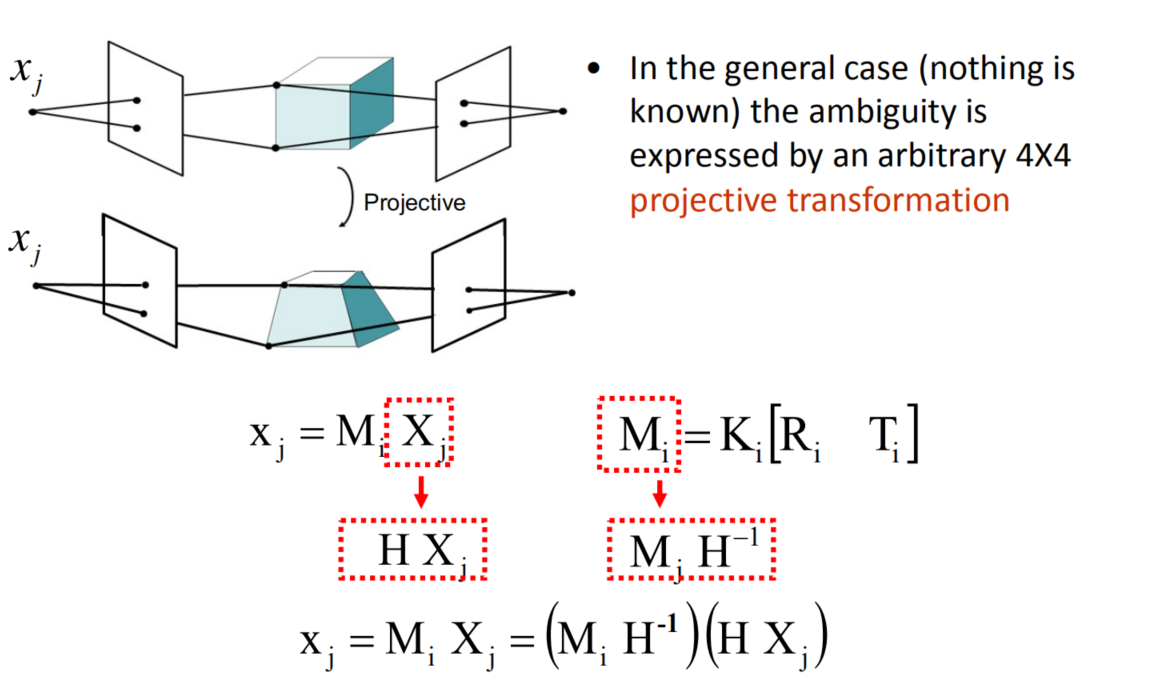 x_j
• In the general case (nothing is
known) the ambiguity is
expressed by an arbitrary 4X4
projective transformation
Projective
x_j
x_j = M_i X_j
M_i = K_i [R_i T_i]
H X_j
M_j H⁻¹
x_j = M_i X_j = (M_i H⁻¹)(H X_j)